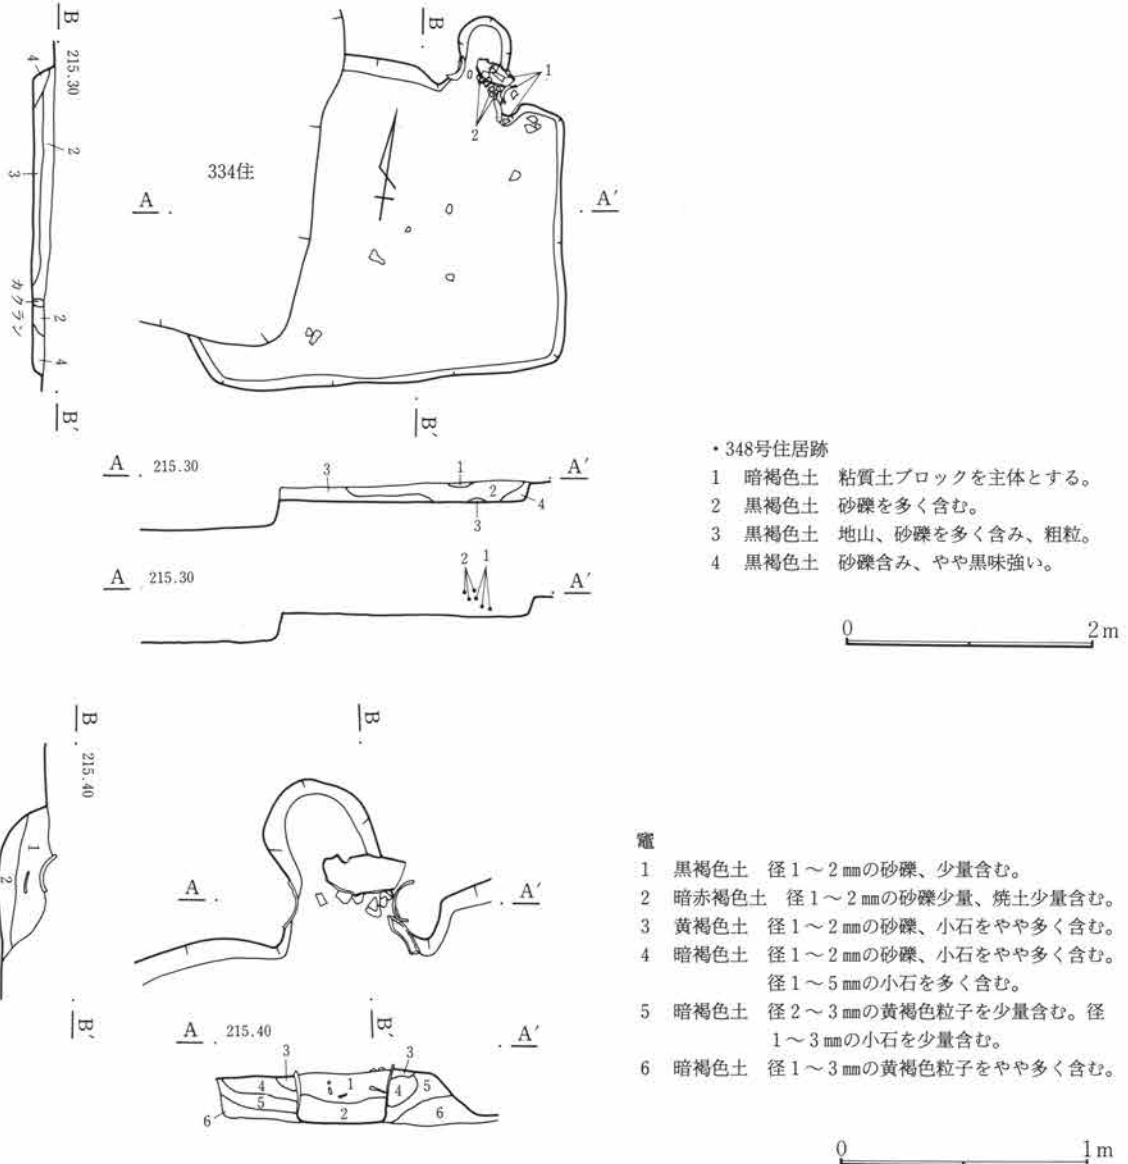 B
215.30
4
2
3
カクラン
2
4
B′
B
1
2
334住
A
A′
B′
A 215.30
3
1
2
4
3
A′
A 215.30
2 1
A′
・348号住居跡
1 暗褐色土 粘質土ブロックを主体とする。
2 黒褐色土 砂礫を多く含む。
3 黒褐色土 地山、砂礫を多く含み、粗粒。
4 黒褐色土 砂礫含み、やや黒味強い。
0 2m
B
215.40
1
2
B′
B
A
A′
B′
A 215.40
A′
3
4
5
6
1
2
3
4
5
6
竈
1 黒褐色土 径1～2㎜の砂礫、少量含む。
2 暗赤褐色土 径1～2㎜の砂礫少量、焼土少量含む。
3 黄褐色土 径1～2㎜の砂礫、小石をやや多く含む。
4 暗褐色土 径1～2㎜の砂礫、小石をやや多く含む。
径1～5㎜の小石を多く含む。
5 暗褐色土 径2～3㎜の黄褐色粒子を少量含む。径
1～3㎜の小石を少量含む。
6 暗褐色土 径1～3㎜の黄褐色粒子をやや多く含む。
0 1m